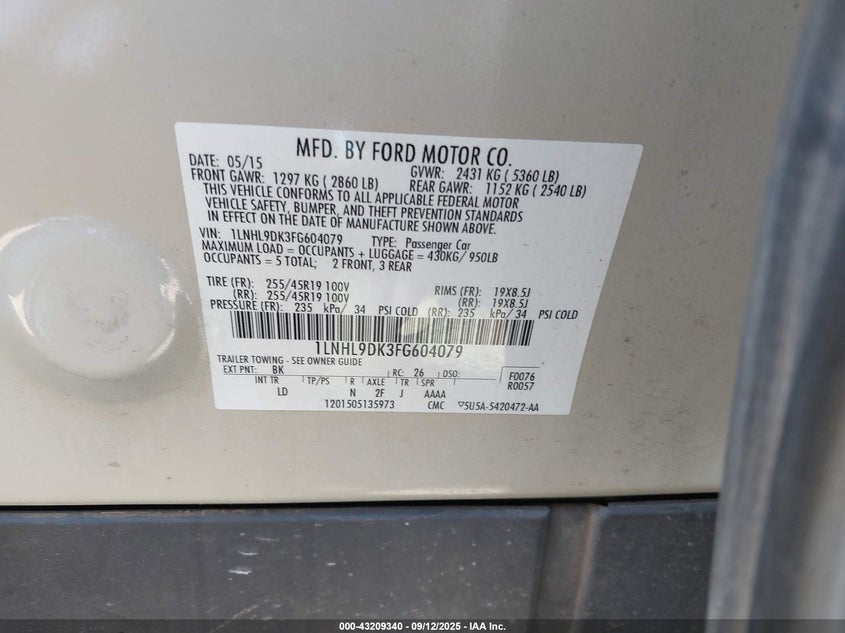 MFD. BY FORD MOTOR CO.
DATE: 05/15 GVWR: 2431 KG ( 5360 LB)
FRONT GAWR: 1297 KG ( 2860 LB) REAR GAWR: 1152 KG ( 2540 LB)
THIS VEHICLE CONFORMS TO ALL APPLICABLE FEDERAL MOTOR
VEHICLE SAFETY, BUMPER, AND THEFT PREVENTION STANDARDS
IN EFFECT ON THE DATE OF MANUFACTURE SHOWN ABOVE.
VIN: 1LNHL9DK3FG604079 TYPE: Passenger Car
MAXIMUM LOAD = OCCUPANTS + LUGGAGE = 430KG/ 950LB
OCCUPANTS = 5 TOTAL; 2 FRONT, 3 REAR
TIRE (FR): 255/45R19 100V RIMS (FR): 19X8.5J
(RR): 255/45R19 100V (RR): 19X8.5J
PRESSURE (FR): 235 kPa/ 34 PSI COLD (RR): 235 kPa/ 34 PSI COLD
1LNHL9DK3FG604079
TRAILER TOWING - SEE OWNER GUIDE
EXT PNT: BK RC: 26 DSO: F0076
R0057
INT TR TP/PS R AXLE TR SPR
LD N 2F J AAAA
1201505135973 CMC 5U5A-5420472-AA
000-43209340 - 09/12/2025 - IAA Inc.